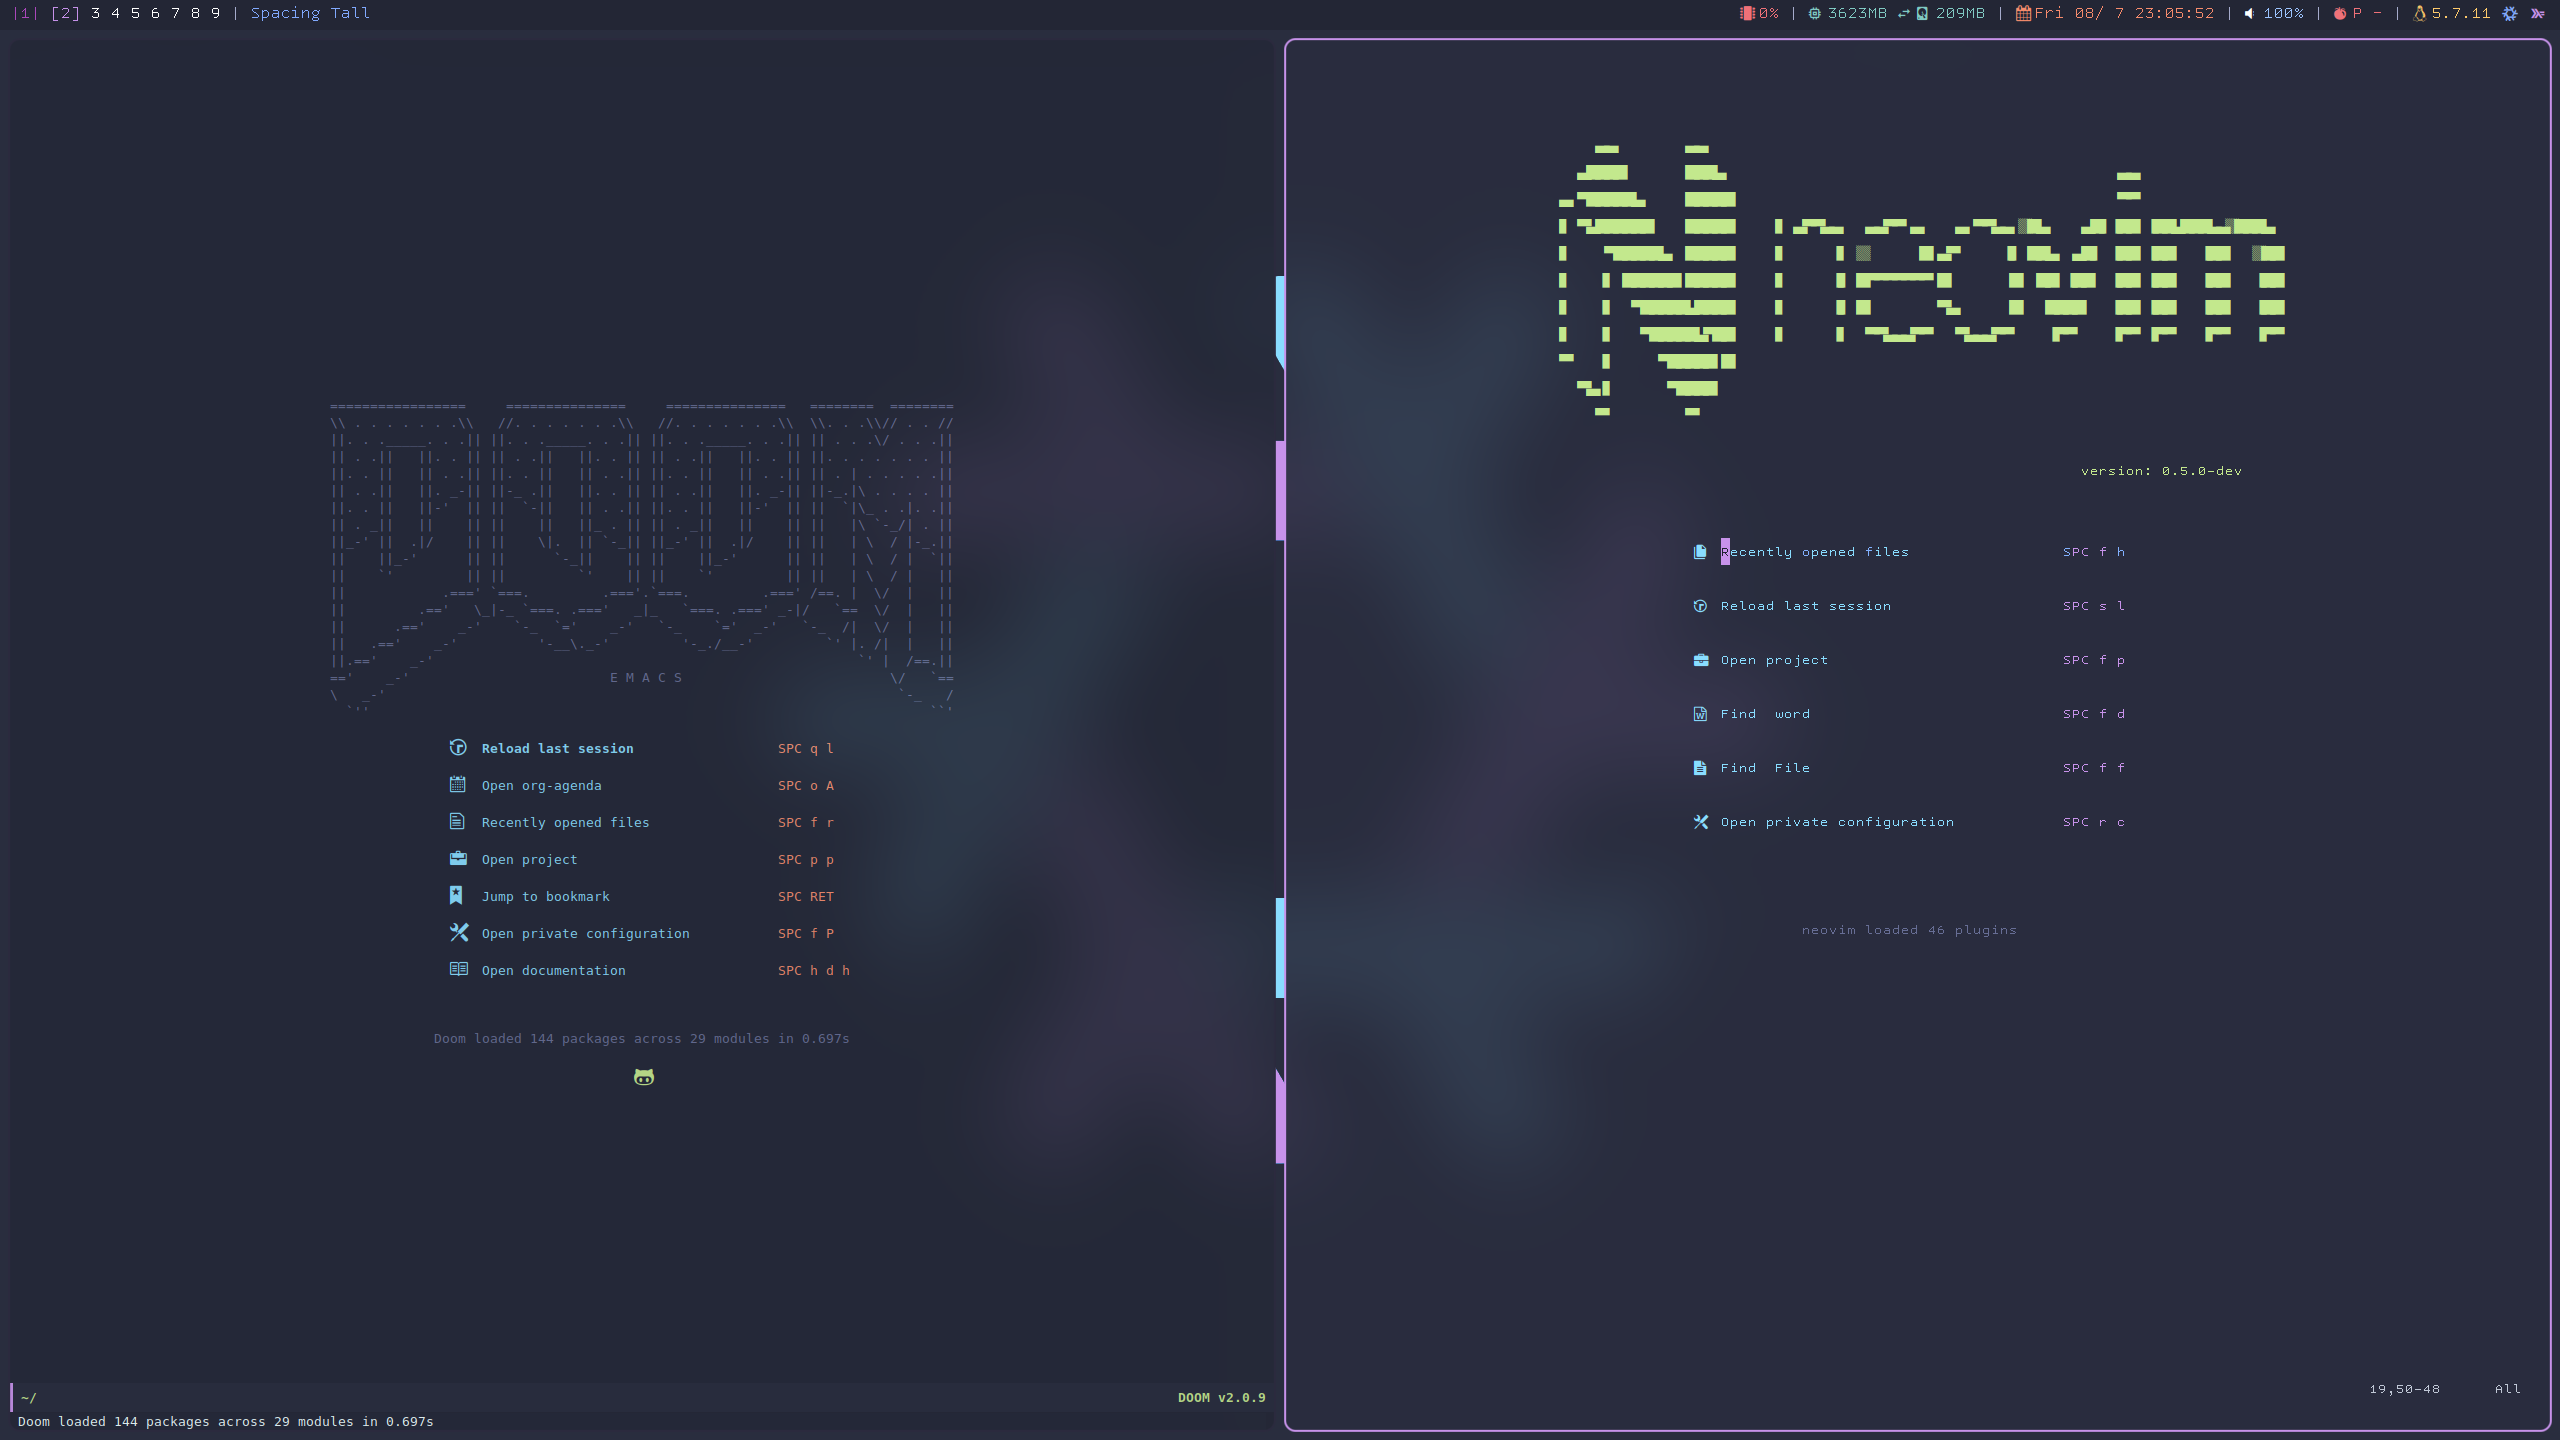 |1| [2] 3 4 5 6 7 8 9 | Spacing Tall
0% | 3623MB 209MB | Fri 08/ 7 23:05:52 | 100% | P - | 5.7.11
E M A C S
Reload last session SPC q l
Open org-agenda SPC o A
Recently opened files SPC f r
Open project SPC p p
Jump to bookmark SPC RET
Open private configuration SPC f P
Open documentation SPC h d h
Doom loaded 144 packages across 29 modules in 0.697s
~/ DOOM v2.0.9
Doom loaded 144 packages across 29 modules in 0.697s
neovim
version: 0.5.0-dev
Recently opened files SPC f h
Reload last session SPC s l
Open project SPC f p
Find  word SPC f d
Find  File SPC f f
Open private configuration SPC r c
neovim loaded 46 plugins
19,50-48 All